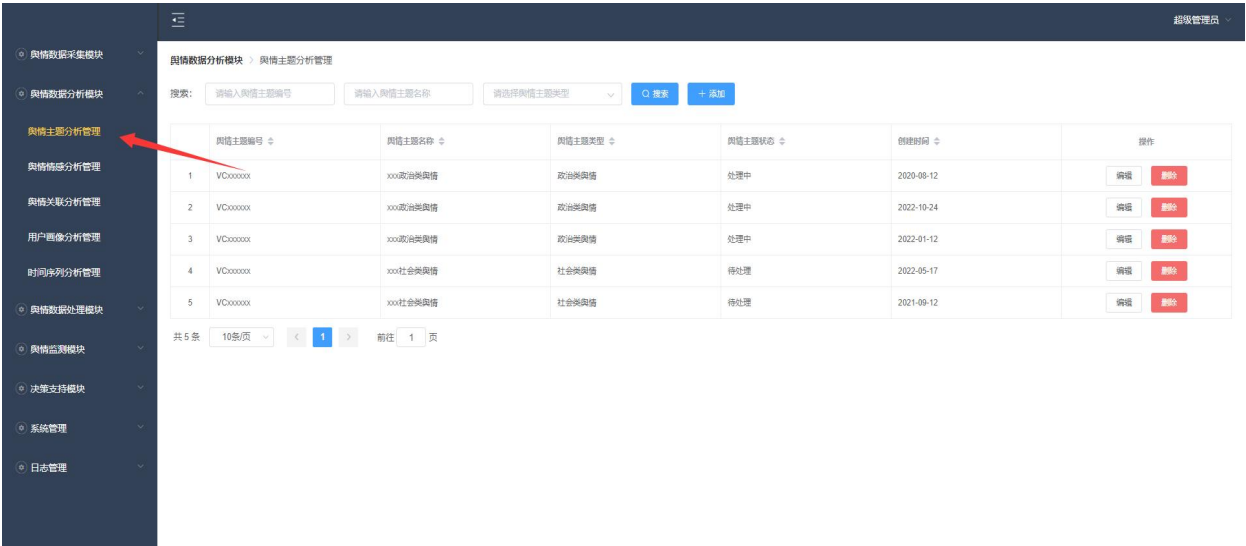 超级管理员
舆情数据采集模块
舆情数据分析模块
舆情主题分析管理
舆情情感分析管理
舆情关联分析管理
用户画像分析管理
时间序列分析管理
舆情数据处理模块
舆情监测模块
决策支持模块
系统管理
日志管理
舆情数据分析模块 > 舆情主题分析管理
搜索: 请输入舆情主题编号 请输入舆情主题名称 请选择舆情主题类型 搜索 + 添加
舆情主题编号 舆情主题名称 舆情主题类型 舆情主题状态 创建时间 操作
1 VCxxxxxx xxx政治类舆情 政治类舆情 处理中 2020-08-12 编辑 删除
2 VCxxxxxx xxx政治类舆情 政治类舆情 处理中 2022-10-24 编辑 删除
3 VCxxxxxx xxx政治类舆情 政治类舆情 处理中 2022-01-12 编辑 删除
4 VCxxxxxx xxx社会类舆情 社会类舆情 待处理 2022-05-17 编辑 删除
5 VCxxxxxx xxx社会类舆情 社会类舆情 待处理 2021-09-12 编辑 删除
共 5 条 10条/页 < 1 > 前往 1 页